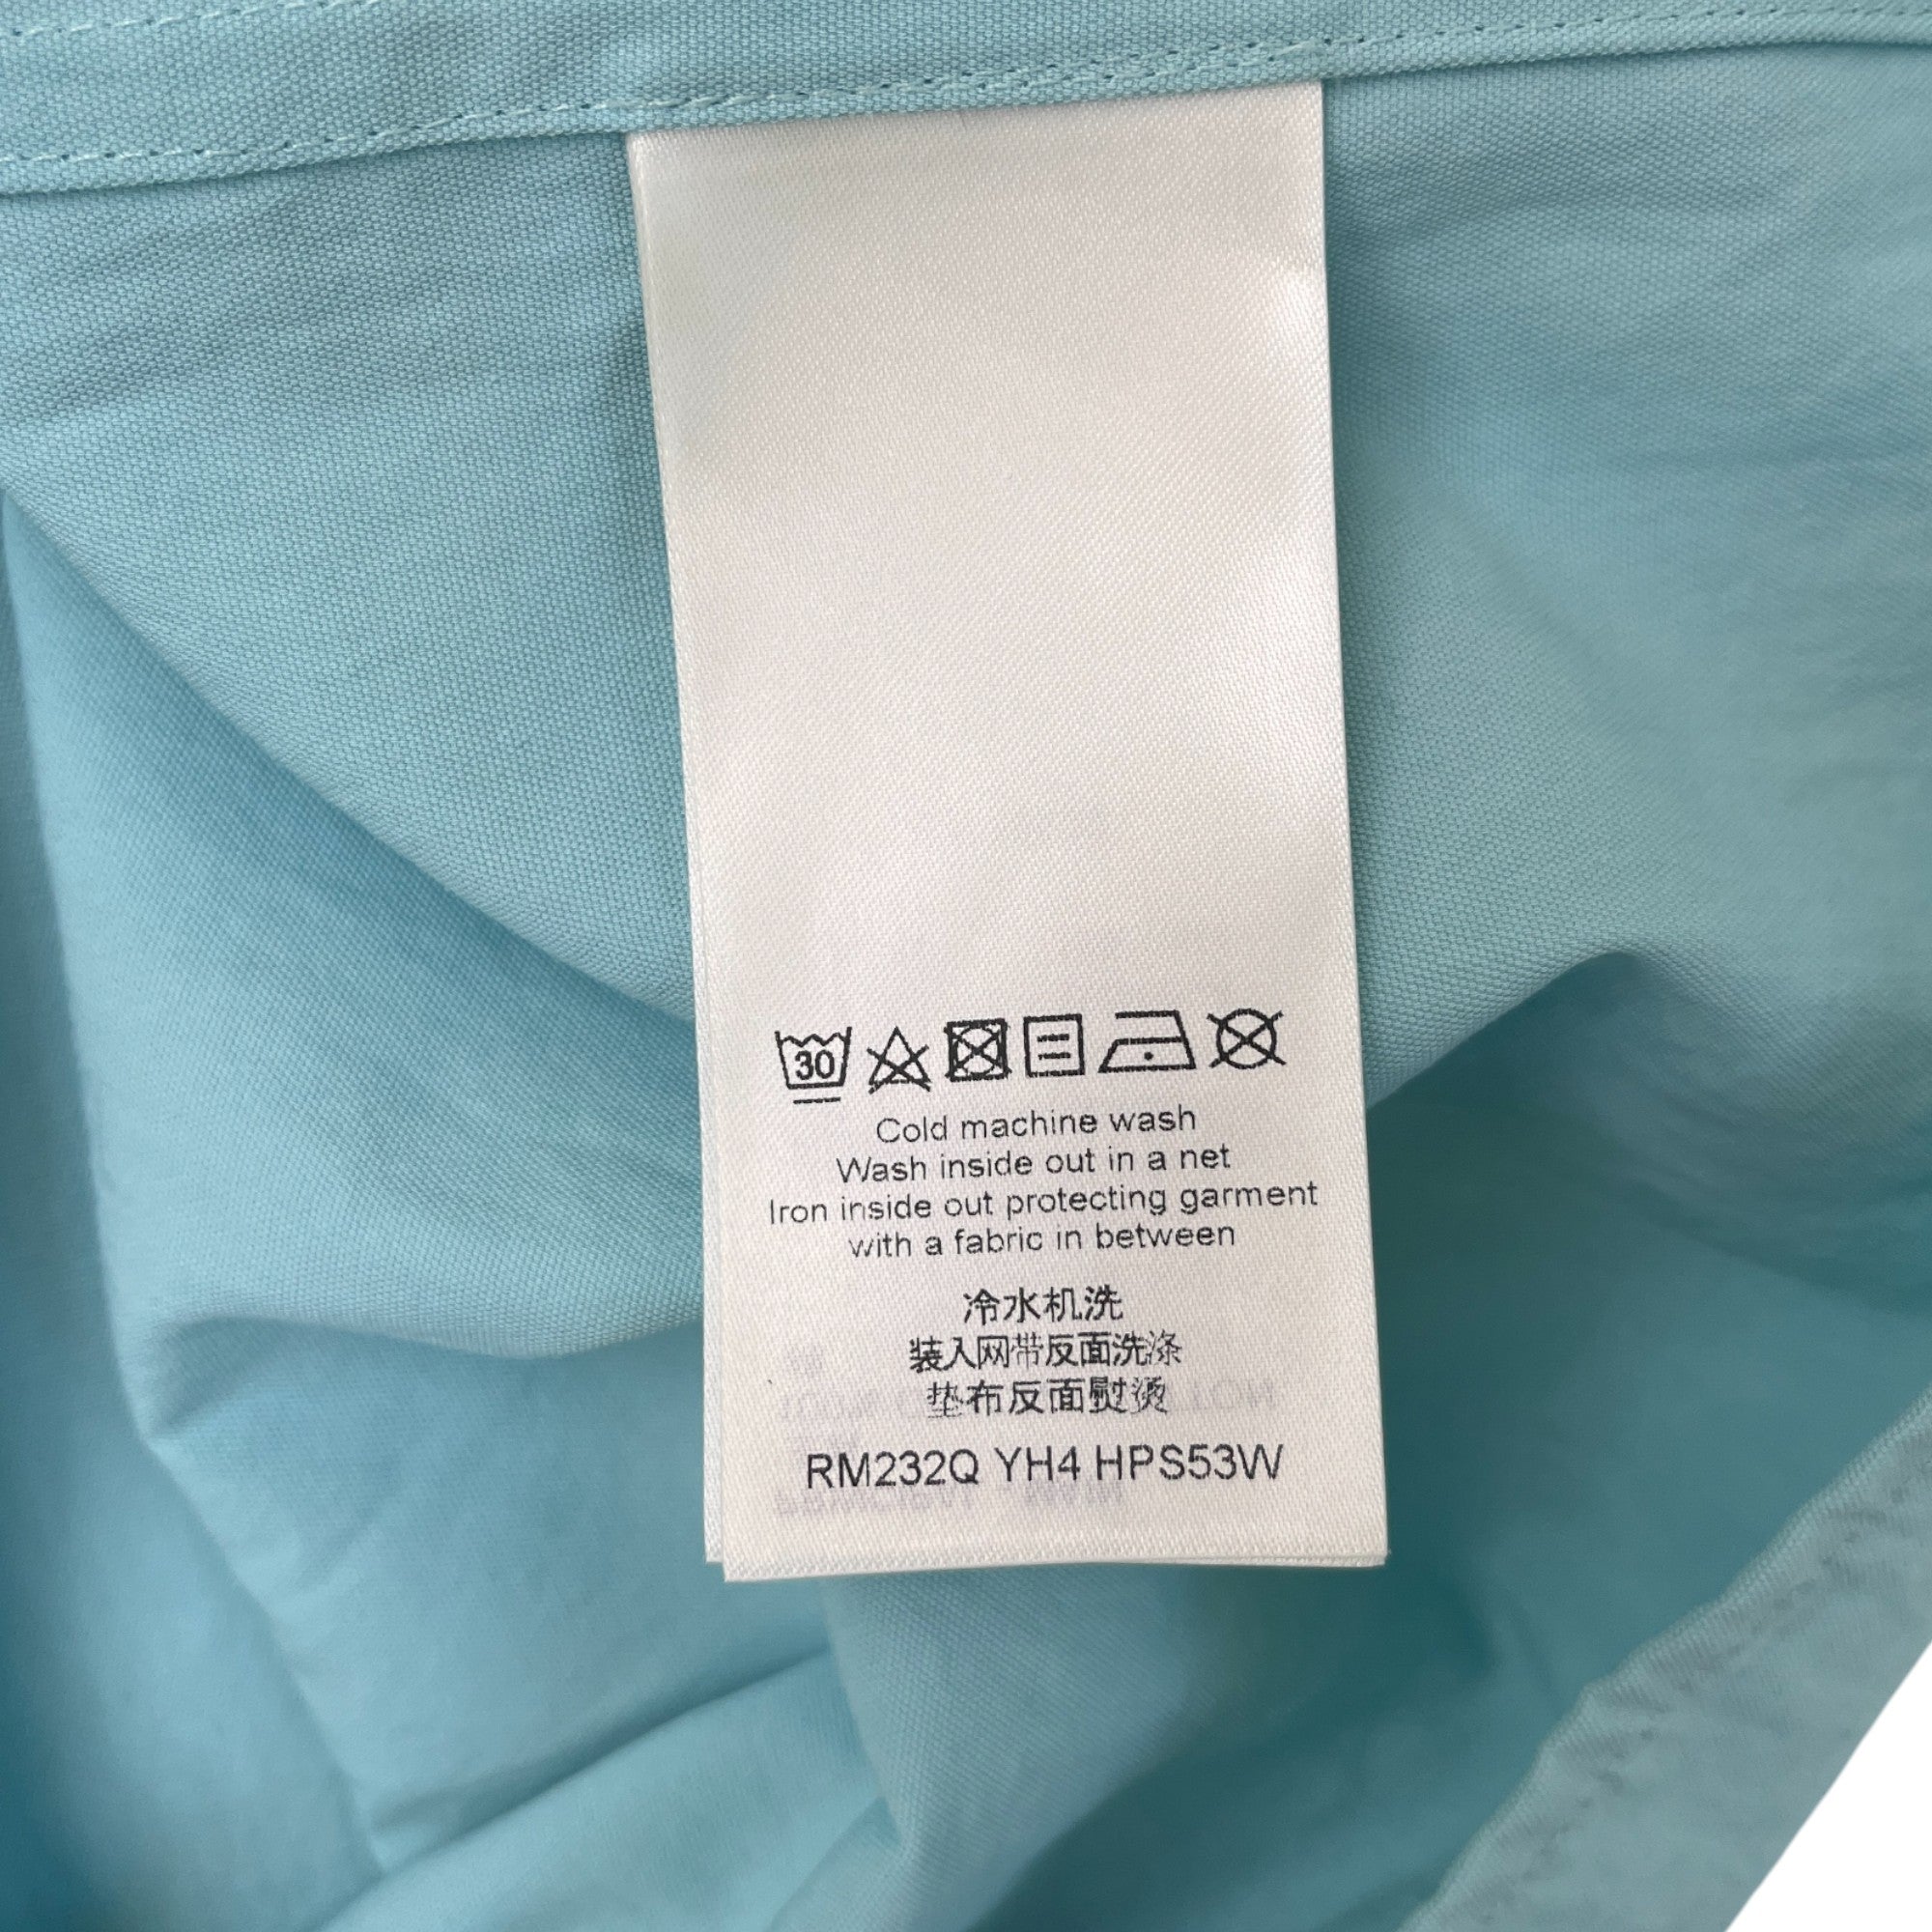 30
Cold machine wash
Wash inside out in a net
Iron inside out protecting garment
with a fabric in between
冷水机洗
装入网带反面洗涤
垫布反面熨烫
RM232Q YH4 HPS53W